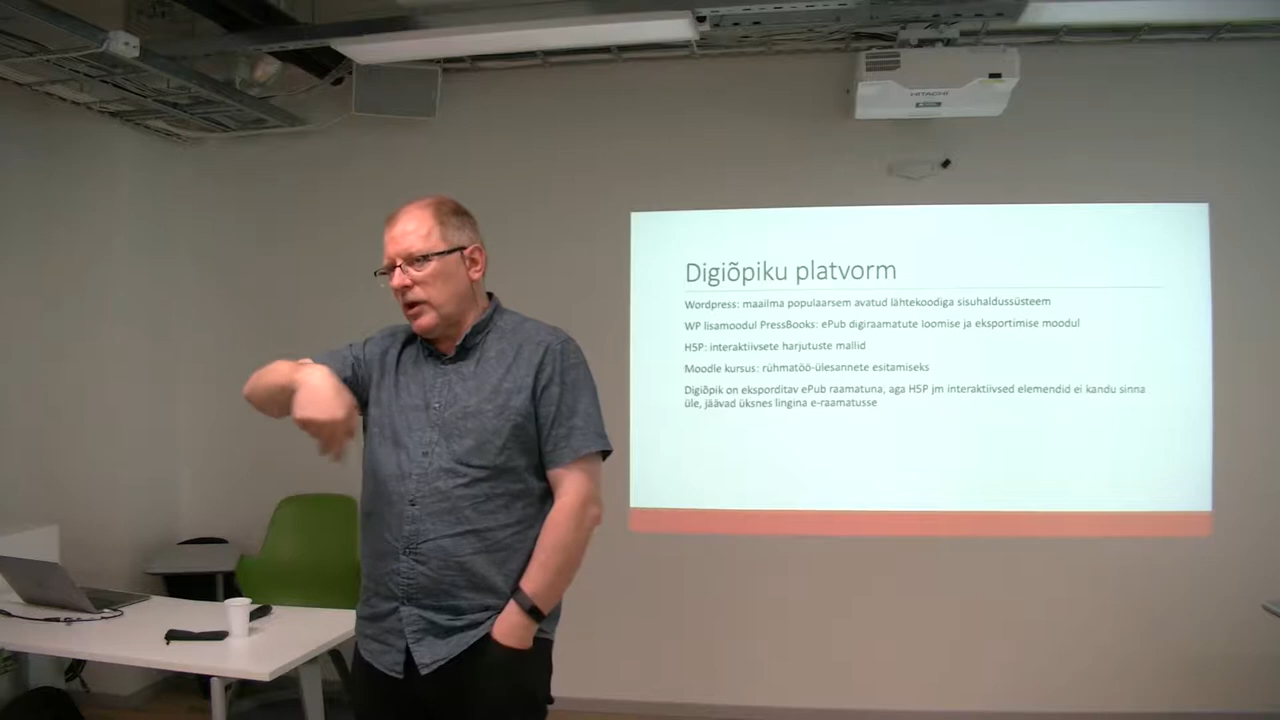 HITACHI
Digiõpiku platvorm
Wordpress: maailma populaarsem avatud lähtekoodiga sisuhaldussüsteem
WP lisamoodul PressBooks: ePub digiraamatute loomise ja eksportimise moodul
H5P: interaktiivsete harjutuste mallid
Moodle kursus: rühmatöö-ülesannete esitamiseks
Digiõpik on eksporditav ePub raamatuna, aga H5P jm interaktiivsed elemendid ei kandu sinna
üle, jäävad üksnes lingina e-raamatusse